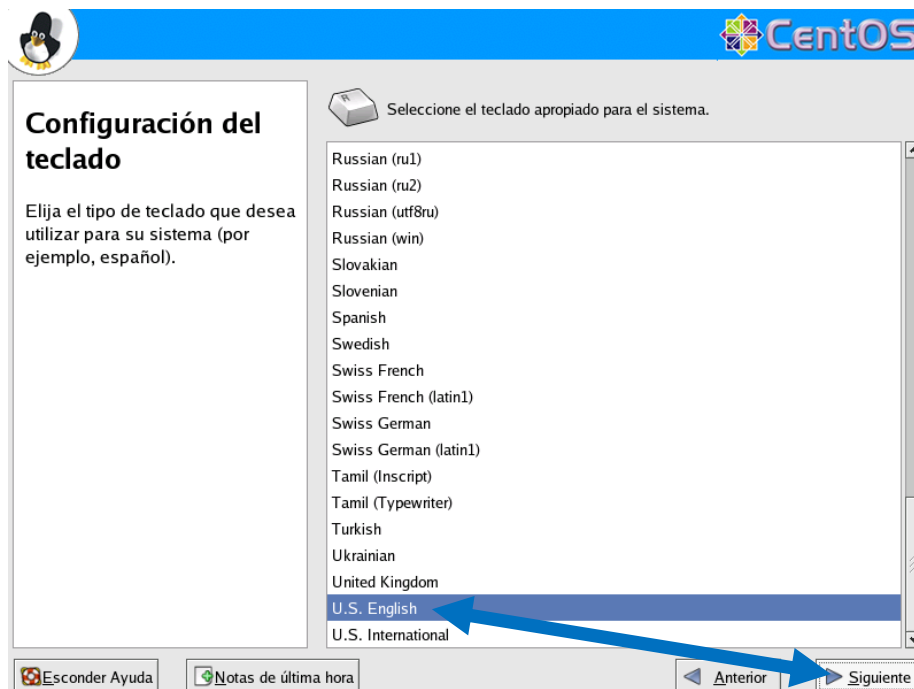 CentOS
Configuración del
teclado
Elija el tipo de teclado que desea
utilizar para su sistema (por
ejemplo, español).
R
Seleccione el teclado apropiado para el sistema.
Russian (ru1)
Russian (ru2)
Russian (utf8ru)
Russian (win)
Slovakian
Slovenian
Spanish
Swedish
Swiss French
Swiss French (latin1)
Swiss German
Swiss German (latin1)
Tamil (Inscript)
Tamil (Typewriter)
Turkish
Ukrainian
United Kingdom
U.S. English
U.S. International
Esconder Ayuda
Notas de última hora
Anterior
Siguiente